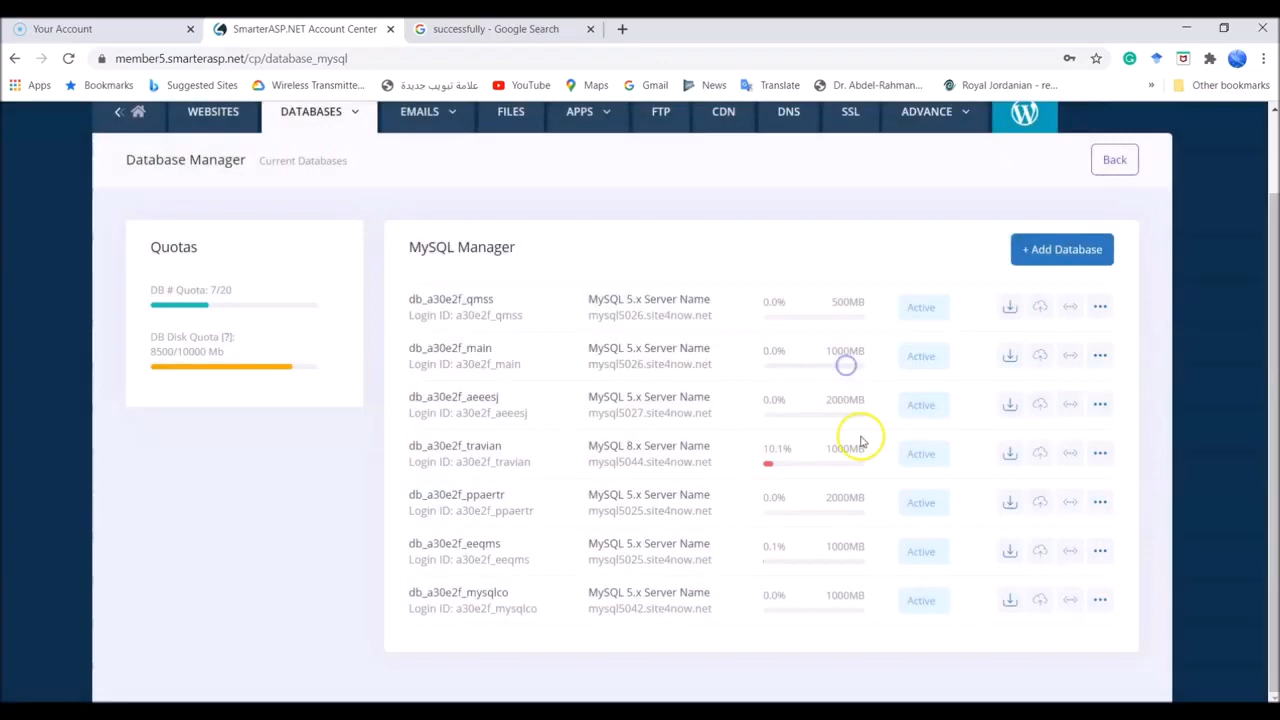 Your Account
SmarterASP.NET Account Center
successfully - Google Search
member5.smarterasp.net/cp/database_mysql
Apps
Bookmarks
Suggested Sites
Wireless Transmitte...
علامة تبويب جديدة
YouTube
Maps
Gmail
News
Translate
Dr. Abdel-Rahman...
Royal Jordanian - re...
Other bookmarks
WEBSITES
DATABASES
EMAILS
FILES
APPS
FTP
CDN
DNS
SSL
ADVANCE
Database Manager Current Databases
Back
Quotas
DB # Quota: 7/20
DB Disk Quota [?]:
8500/10000 Mb
MySQL Manager
+ Add Database
db_a30e2f_qmss MySQL 5.x Server Name 0.0% 500MB Active
Login ID: a30e2f_qmss mysql5026.site4now.net
db_a30e2f_main MySQL 5.x Server Name 0.0% 1000MB Active
Login ID: a30e2f_main mysql5026.site4now.net
db_a30e2f_aeeesj MySQL 5.x Server Name 0.0% 2000MB Active
Login ID: a30e2f_aeeesj mysql5027.site4now.net
db_a30e2f_travian MySQL 8.x Server Name 10.1% 1000MB Active
Login ID: a30e2f_travian mysql5044.site4now.net
db_a30e2f_ppaertr MySQL 5.x Server Name 0.0% 2000MB Active
Login ID: a30e2f_ppaertr mysql5025.site4now.net
db_a30e2f_eeqms MySQL 5.x Server Name 0.1% 1000MB Active
Login ID: a30e2f_eeqms mysql5025.site4now.net
db_a30e2f_mysqlco MySQL 5.x Server Name 0.0% 1000MB Active
Login ID: a30e2f_mysqlco mysql5042.site4now.net